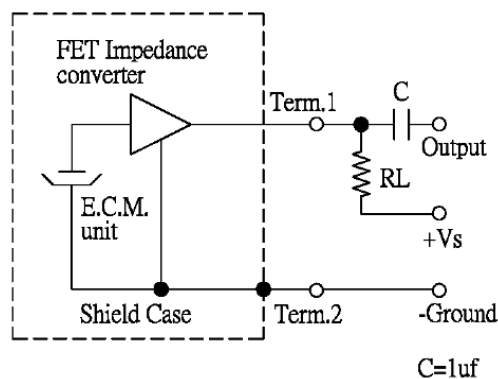 FET Impedance
converter
Term.1
C
Output
RL
+Vs
E.C.M.
unit
Shield Case
Term.2
-Ground
C=1uf